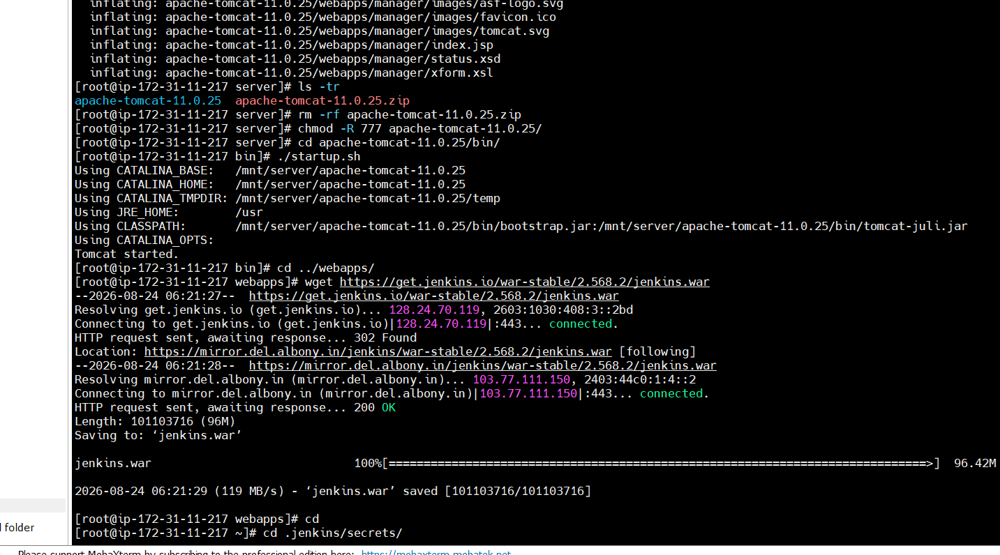 inflating: apache-tomcat-11.0.25/webapps/manager/images/asf-logo.svg
inflating: apache-tomcat-11.0.25/webapps/manager/images/favicon.ico
inflating: apache-tomcat-11.0.25/webapps/manager/images/tomcat.svg
inflating: apache-tomcat-11.0.25/webapps/manager/index.jsp
inflating: apache-tomcat-11.0.25/webapps/manager/status.xsd
inflating: apache-tomcat-11.0.25/webapps/manager/xform.xsl
[root@ip-172-31-11-217 server]# ls -tr
apache-tomcat-11.0.25  apache-tomcat-11.0.25.zip
[root@ip-172-31-11-217 server]# rm -rf apache-tomcat-11.0.25.zip
[root@ip-172-31-11-217 server]# chmod -R 777 apache-tomcat-11.0.25/
[root@ip-172-31-11-217 server]# cd apache-tomcat-11.0.25/bin/
[root@ip-172-31-11-217 bin]# ./startup.sh
Using CATALINA_BASE:   /mnt/server/apache-tomcat-11.0.25
Using CATALINA_HOME:   /mnt/server/apache-tomcat-11.0.25
Using CATALINA_TMPDIR: /mnt/server/apache-tomcat-11.0.25/temp
Using JRE_HOME:        /usr
Using CLASSPATH:       /mnt/server/apache-tomcat-11.0.25/bin/bootstrap.jar:/mnt/server/apache-tomcat-11.0.25/bin/tomcat-juli.jar
Using CATALINA_OPTS:
Tomcat started.
[root@ip-172-31-11-217 bin]# cd ../webapps/
[root@ip-172-31-11-217 webapps]# wget https://get.jenkins.io/war-stable/2.568.2/jenkins.war
--2026-08-24 06:21:27--  https://get.jenkins.io/war-stable/2.568.2/jenkins.war
Resolving get.jenkins.io (get.jenkins.io)... 128.24.70.119, 2603:1030:408:3::2bd
Connecting to get.jenkins.io (get.jenkins.io)|128.24.70.119|:443... connected.
HTTP request sent, awaiting response... 302 Found
Location: https://mirror.del.albony.in/jenkins/war-stable/2.568.2/jenkins.war [following]
--2026-08-24 06:21:28--  https://mirror.del.albony.in/jenkins/war-stable/2.568.2/jenkins.war
Resolving mirror.del.albony.in (mirror.del.albony.in)... 103.77.111.150, 2403:44c0:1:4::2
Connecting to mirror.del.albony.in (mirror.del.albony.in)|103.77.111.150|:443... connected.
HTTP request sent, awaiting response... 200 OK
Length: 101103716 (96M)
Saving to: ‘jenkins.war’
jenkins.war 100%[=============================================================================>] 96.42M
2026-08-24 06:21:29 (119 MB/s) - ‘jenkins.war’ saved [101103716/101103716]
[root@ip-172-31-11-217 webapps]# cd
[root@ip-172-31-11-217 ~]# cd .jenkins/secrets/
folder
Please support MobaXterm by subscribing to the professional edition here: https://mobaxterm.mobatek.net